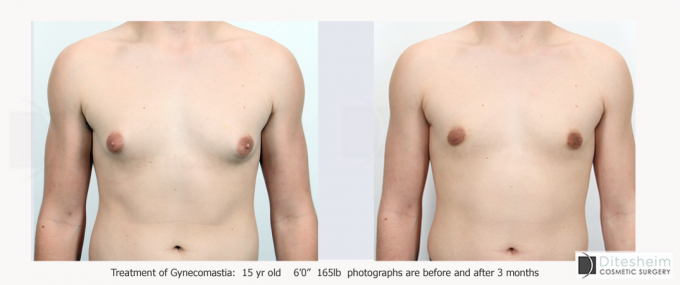 Ditesheim
COSMETIC SURGERY
Treatment of Gynecomastia: 15 yr old 6'0" 165lb photographs are before and after 3 months